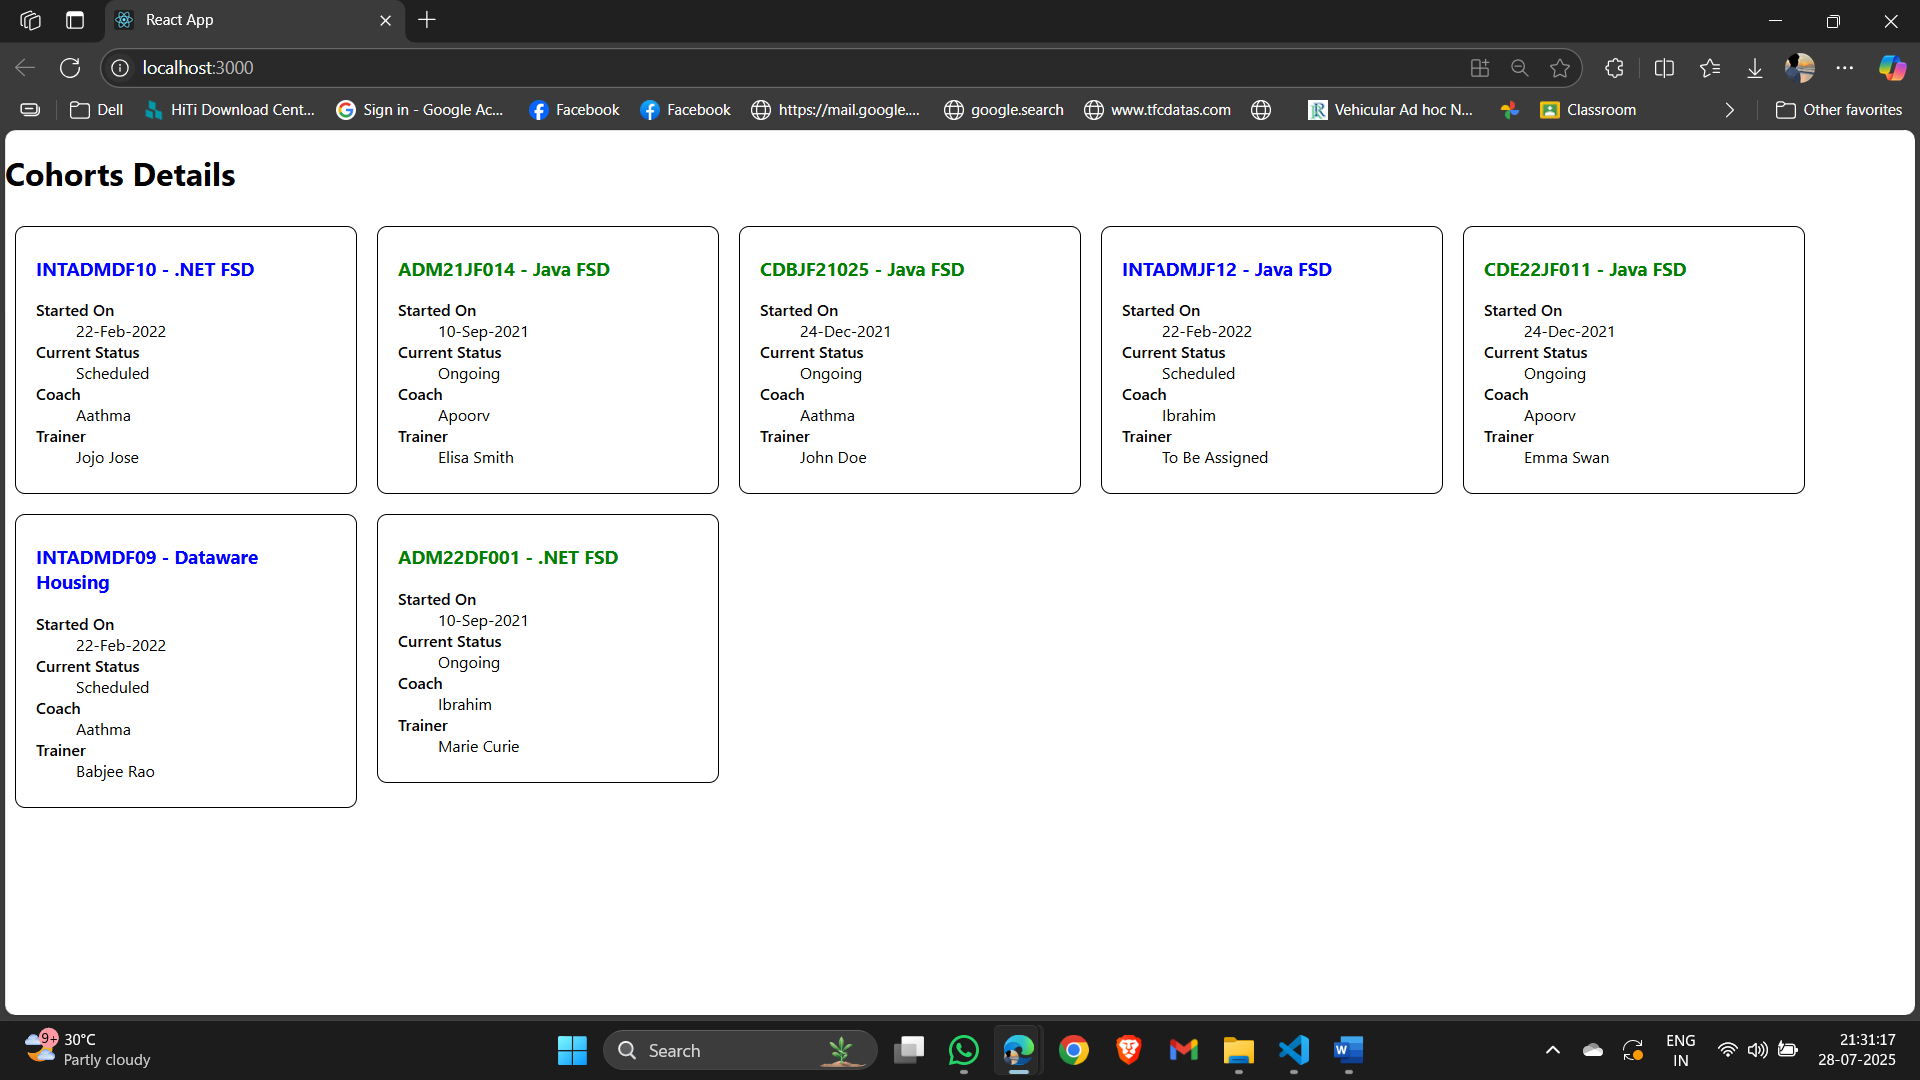 React App
localhost:3000
Dell
HiTi Download Cent...
Sign in - Google Ac...
Facebook
Facebook
https://mail.google....
google.search
www.tfcdatas.com
Vehicular Ad hoc N...
Classroom
Other favorites
Cohorts Details
INTADMDF10 - .NET FSD
Started On
22-Feb-2022
Current Status
Scheduled
Coach
Aathma
Trainer
Jojo Jose
ADM21JF014 - Java FSD
Started On
10-Sep-2021
Current Status
Ongoing
Coach
Apoorv
Trainer
Elisa Smith
CDBJF21025 - Java FSD
Started On
24-Dec-2021
Current Status
Ongoing
Coach
Aathma
Trainer
John Doe
INTADMJF12 - Java FSD
Started On
22-Feb-2022
Current Status
Scheduled
Coach
Ibrahim
Trainer
To Be Assigned
CDE22JF011 - Java FSD
Started On
24-Dec-2021
Current Status
Ongoing
Coach
Apoorv
Trainer
Emma Swan
INTADMDF09 - Dataware
Housing
Started On
22-Feb-2022
Current Status
Scheduled
Coach
Aathma
Trainer
Babjee Rao
ADM22DF001 - .NET FSD
Started On
10-Sep-2021
Current Status
Ongoing
Coach
Ibrahim
Trainer
Marie Curie
9+
30°C
Partly cloudy
Search
ENG
IN
21:31:17
28-07-2025